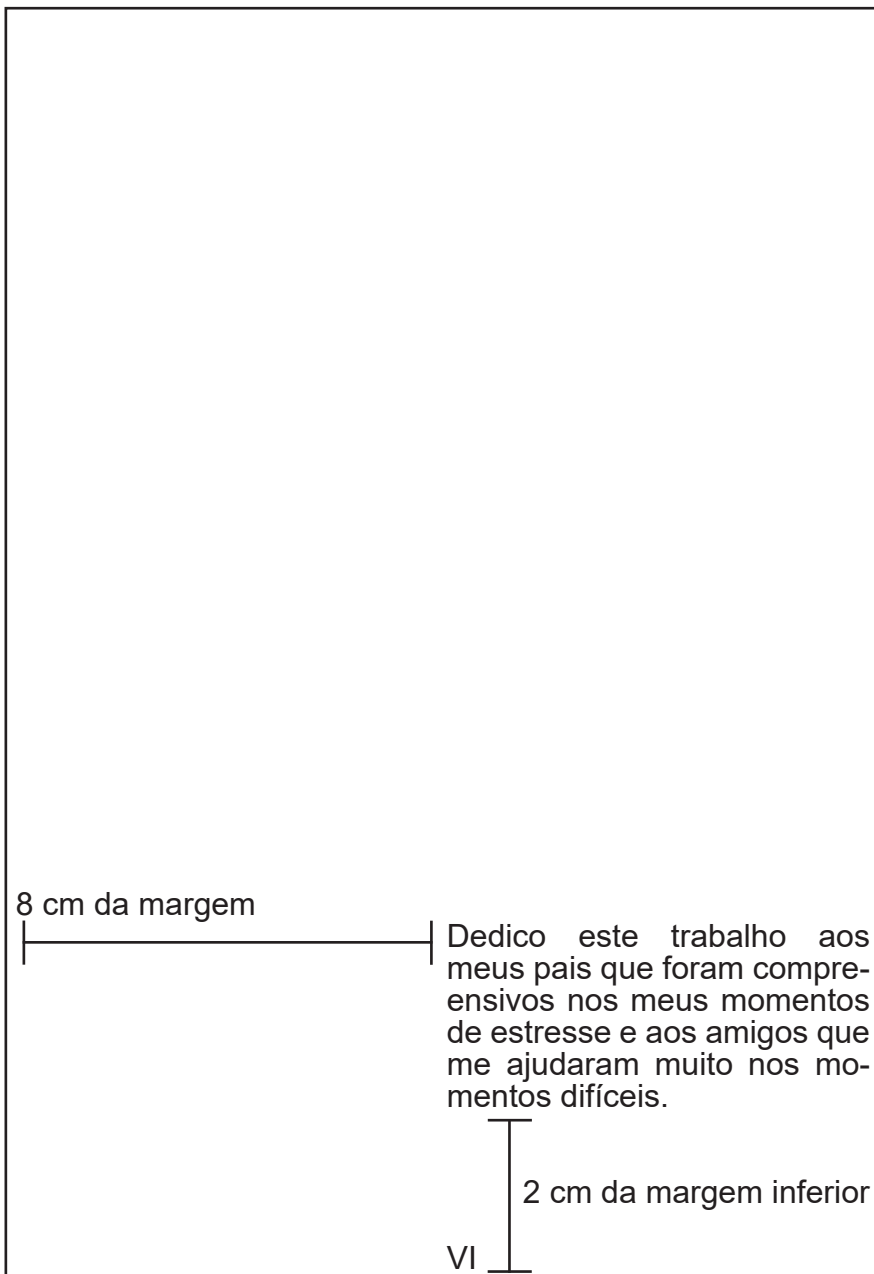 8 cm da margem
Dedico este trabalho aos
meus pais que foram compre-
ensivos nos meus momentos
de estresse e aos amigos que
me ajudaram muito nos mo-
mentos difíceis.
2 cm da margem inferior
VI